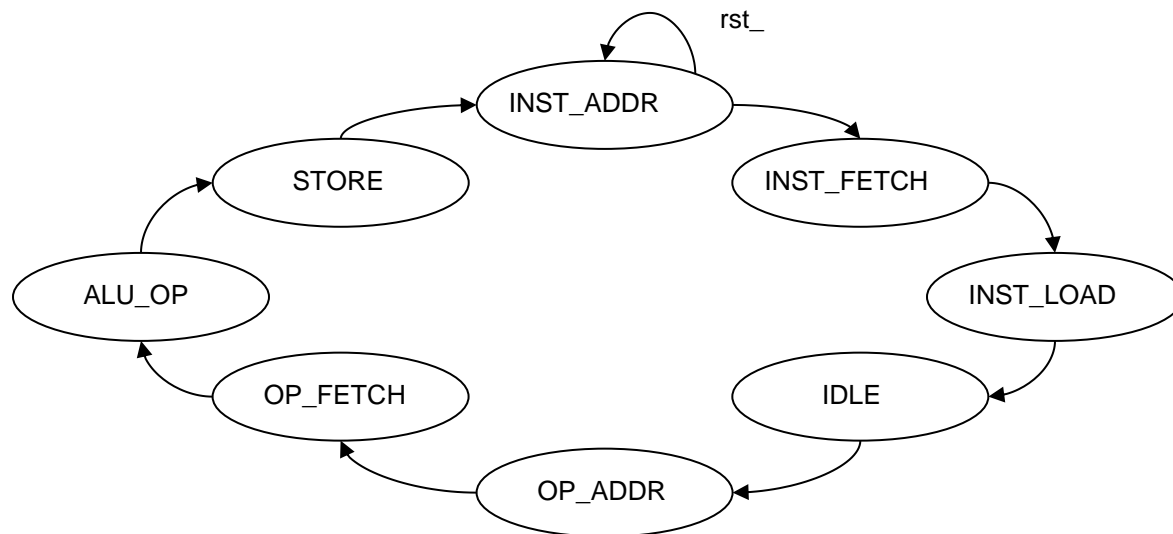 rst_
INST_ADDR
STORE
INST_FETCH
ALU_OP
INST_LOAD
OP_FETCH
IDLE
OP_ADDR